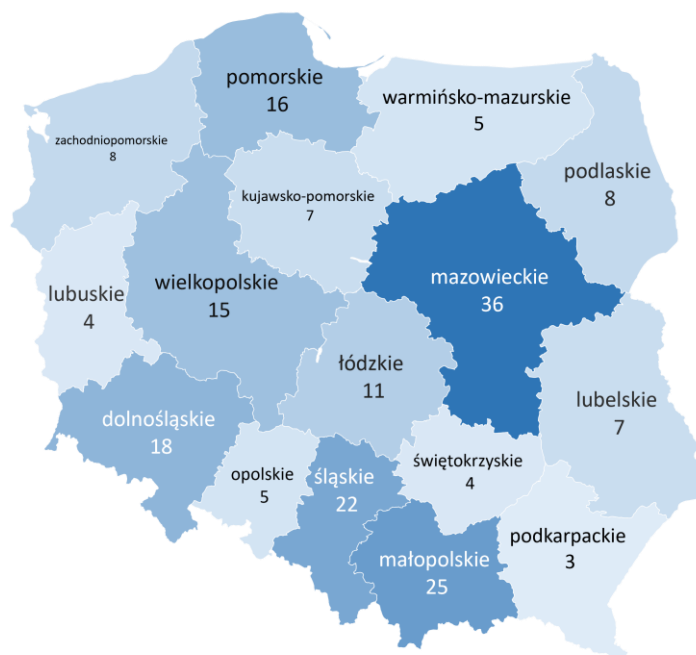 pomorskie
16
warmińsko-mazurskie
5
zachodniopomorskie
8
podlaskie
8
kujawsko-pomorskie
7
mazowieckie
36
wielkopolskie
15
lubuskie
4
łódzkie
11
lubelskie
7
dolnośląskie
18
opolskie
5
śląskie
22
świętokrzyskie
4
podkarpackie
3
małopolskie
25